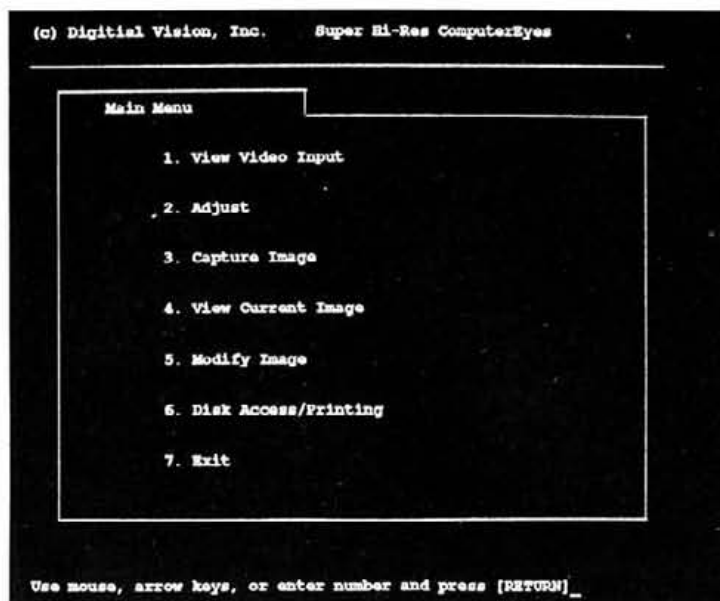 (c) Digitial Vision, Inc. Super Hi-Res ComputerEyes
Main Menu
1. View Video Input
2. Adjust
3. Capture Image
4. View Current Image
5. Modify Image
6. Disk Access/Printing
7. Exit
Use mouse, arrow keys, or enter number and press [RETURN]_